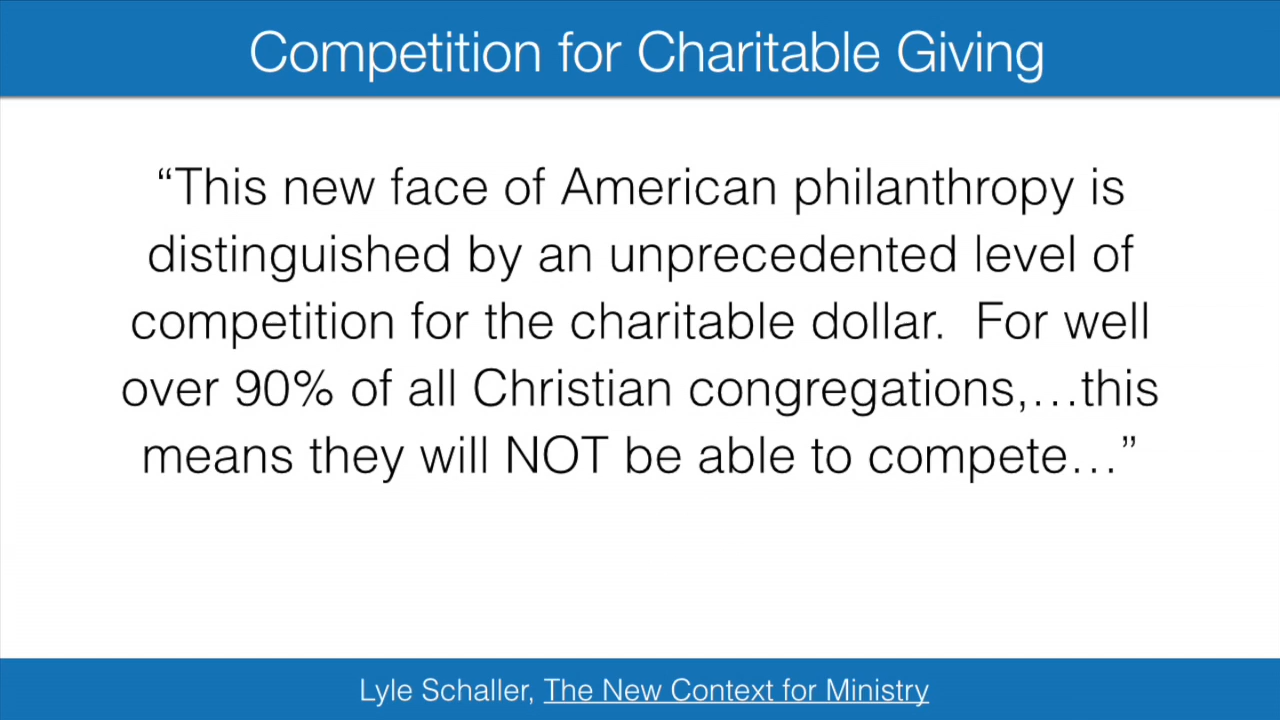 Competition for Charitable Giving
“This new face of American philanthropy is
distinguished by an unprecedented level of
competition for the charitable dollar.  For well
over 90% of all Christian congregations,…this
means they will NOT be able to compete…”
Lyle Schaller, The New Context for Ministry